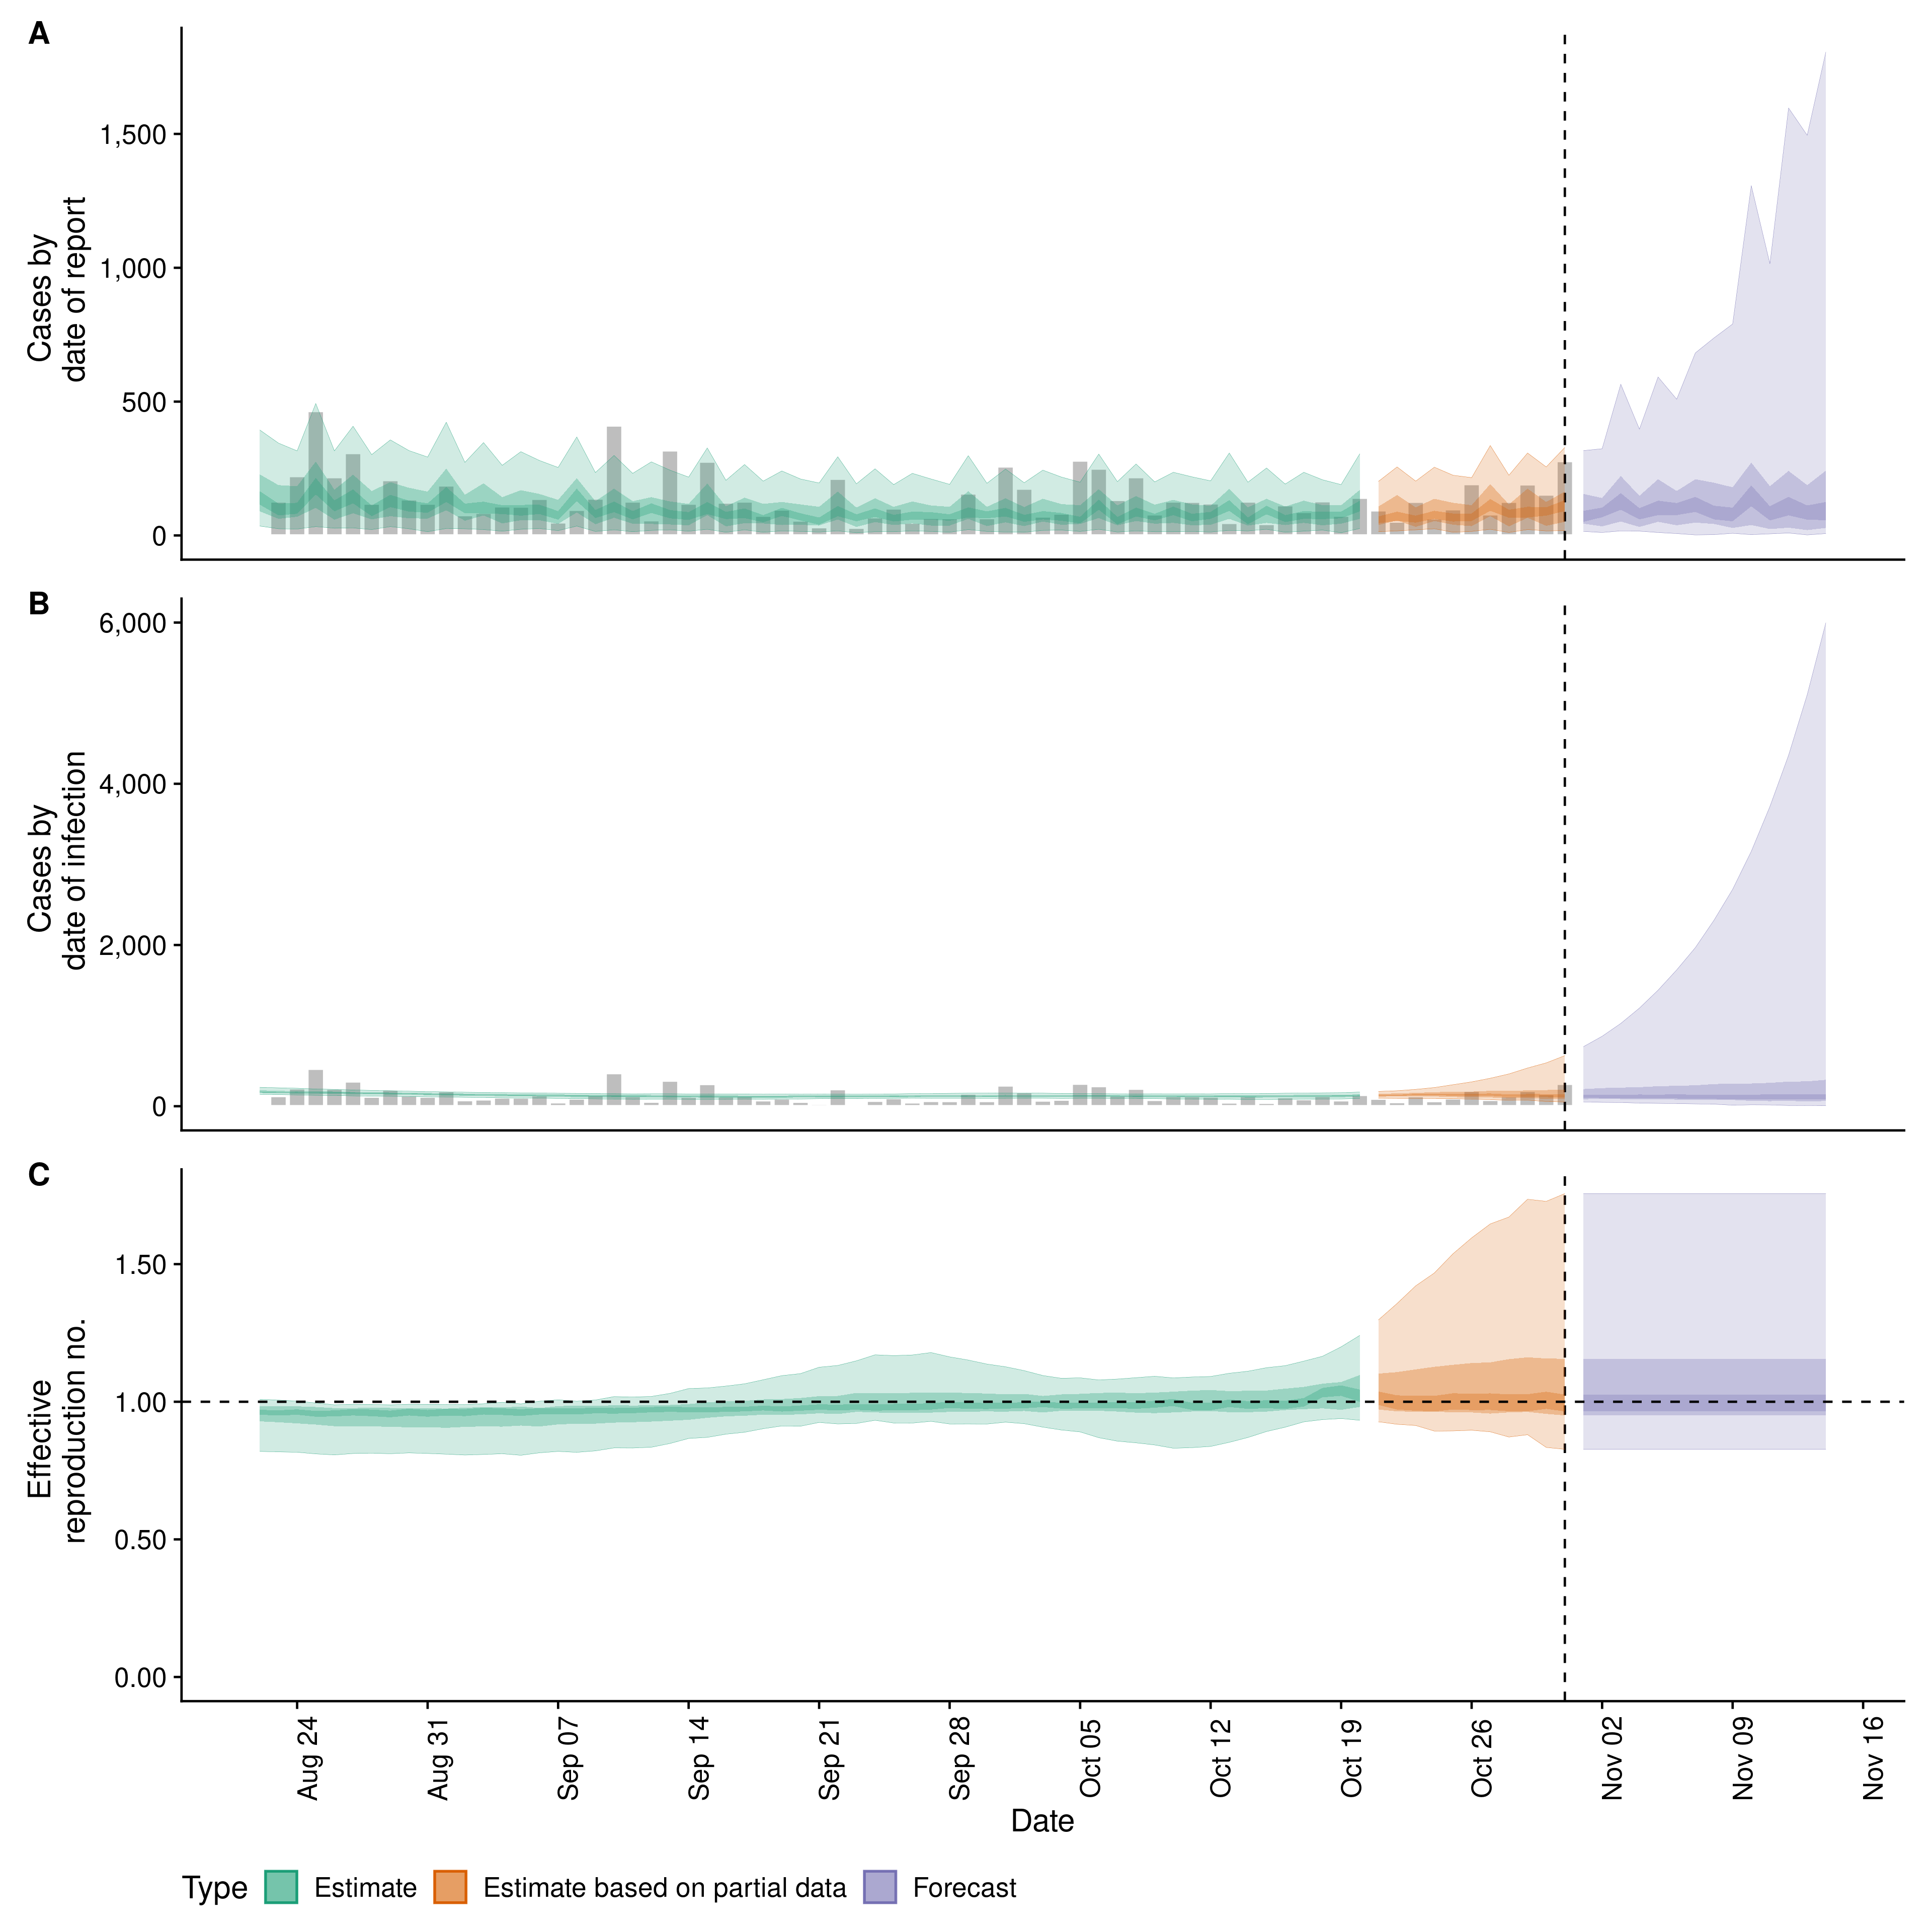 A
Cases by
date of report
1,500
1,000
500
0
B
Cases by
date of infection
6,000
4,000
2,000
0
C
Effective
reproduction no.
1.50
1.00
0.50
0.00
Aug 24
Aug 31
Sep 07
Sep 14
Sep 21
Sep 28
Oct 05
Oct 12
Oct 19
Oct 26
Nov 02
Nov 09
Nov 16
Date
Type Estimate Estimate based on partial data Forecast